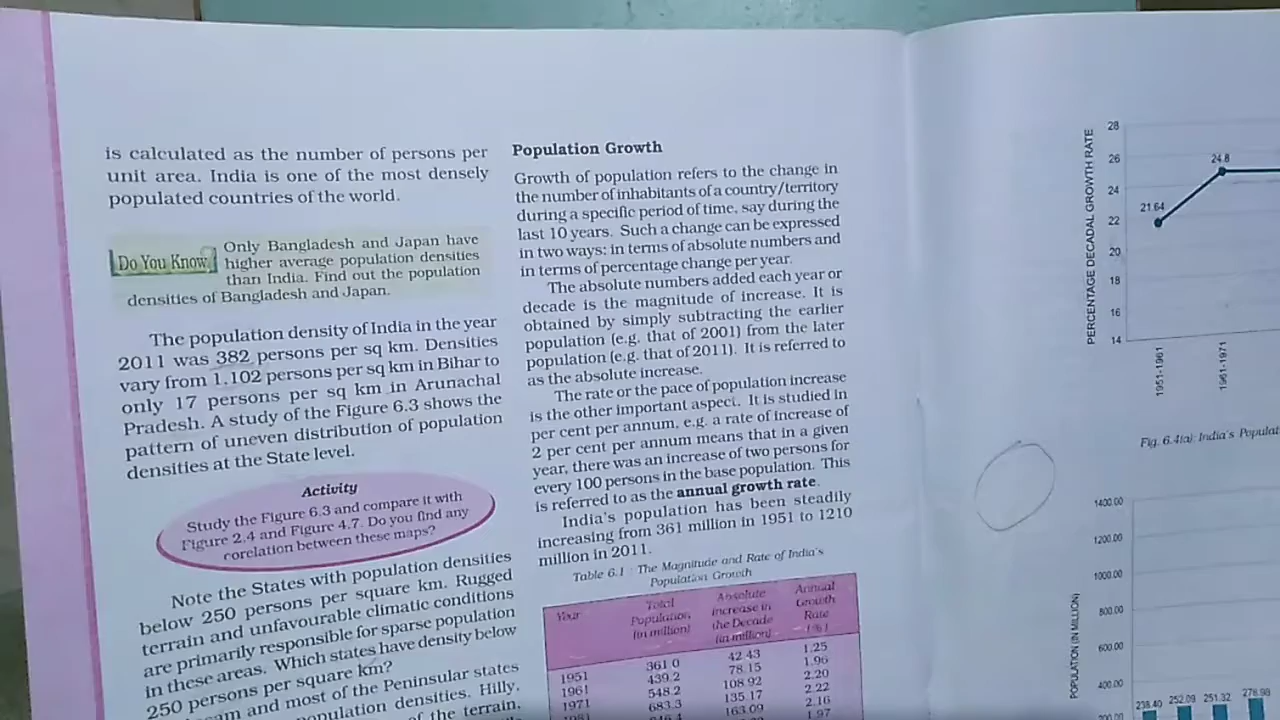 is calculated as the number of persons per
unit area. India is one of the most densely
populated countries of the world.
Do You Know
Only Bangladesh and Japan have
higher average population densities
than India. Find out the population
densities of Bangladesh and Japan.
The population density of India in the year
2011 was 382 persons per sq km. Densities
vary from 1,102 persons per sq km in Bihar to
only 17 persons per sq km in Arunachal
Pradesh. A study of the Figure 6.3 shows the
pattern of uneven distribution of population
densities at the State level.
Activity
Study the Figure 6.3 and compare it with
Figure 2.4 and Figure 4.7. Do you find any
corelation between these maps?
Note the States with population densities
below 250 persons per square km. Rugged
terrain and unfavourable climatic conditions
are primarily responsible for sparse population
in these areas. Which states have density below
250 persons per square km?
and most of the Peninsular states
population densities. Hilly,
of the terrain,
Population Growth
Growth of population refers to the change in
the number of inhabitants of a country/territory
during a specific period of time, say during the
last 10 years. Such a change can be expressed
in two ways: in terms of absolute numbers and
in terms of percentage change per year.
The absolute numbers added each year or
decade is the magnitude of increase. It is
obtained by simply subtracting the earlier
population (e.g. that of 2001) from the later
population (e.g. that of 2011). It is referred to
as the absolute increase.
The rate or the pace of population increase
is the other important aspect. It is studied in
per cent per annum, e.g. a rate of increase of
2 per cent per annum means that in a given
year, there was an increase of two persons for
every 100 persons in the base population. This
is referred to as the annual growth rate.
India's population has been steadily
increasing from 361 million in 1951 to 1210
million in 2011.
Table 6.1 : The Magnitude and Rate of India's
Population Growth
Year
Total
Population
(in million)
Absolute
increase in
the Decade
(in million)
Annual
Growth
Rate
(%)
1951 361.0 42.43 1.25
1961 439.2 78.15 1.96
1971 548.2 108.92 2.20
683.3 135.17 2.22
163.09 2.16
1.97
PERCENTAGE DECADAL GROWTH RATE
28
26
24
22
20
18
16
14
21.64
24.8
1951-1961
1961-1971
Fig. 6.4(a): India's
POPULATION (IN MILLION)
1400.00
1200.00
1000.00
800.00
600.00
400.00
238.40 252.09 251.32 278.98